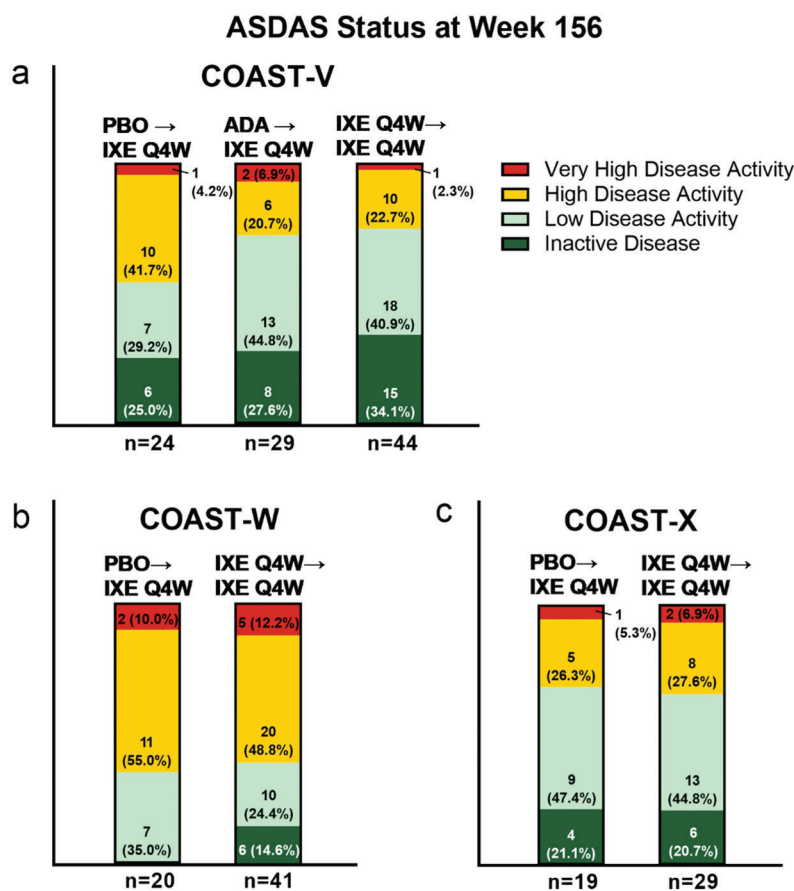 ASDAS Status at Week 156
a
COAST-V
PBO →
IXE Q4W
ADA →
IXE Q4W
IXE Q4W→
IXE Q4W
1
(4.2%)
10
(41.7%)
7
(29.2%)
6
(25.0%)
n=24
2 (6.9%)
6
(20.7%)
13
(44.8%)
8
(27.6%)
n=29
1
(2.3%)
10
(22.7%)
18
(40.9%)
15
(34.1%)
n=44
Very High Disease Activity
High Disease Activity
Low Disease Activity
Inactive Disease
b
COAST-W
PBO→
IXE Q4W
IXE Q4W→
IXE Q4W
2 (10.0%)
11
(55.0%)
7
(35.0%)
n=20
5 (12.2%)
20
(48.8%)
10
(24.4%)
6 (14.6%)
n=41
c
COAST-X
PBO→
IXE Q4W
IXE Q4W→
IXE Q4W
1
(5.3%)
5
(26.3%)
9
(47.4%)
4
(21.1%)
n=19
2 (6.9%)
8
(27.6%)
13
(44.8%)
6
(20.7%)
n=29